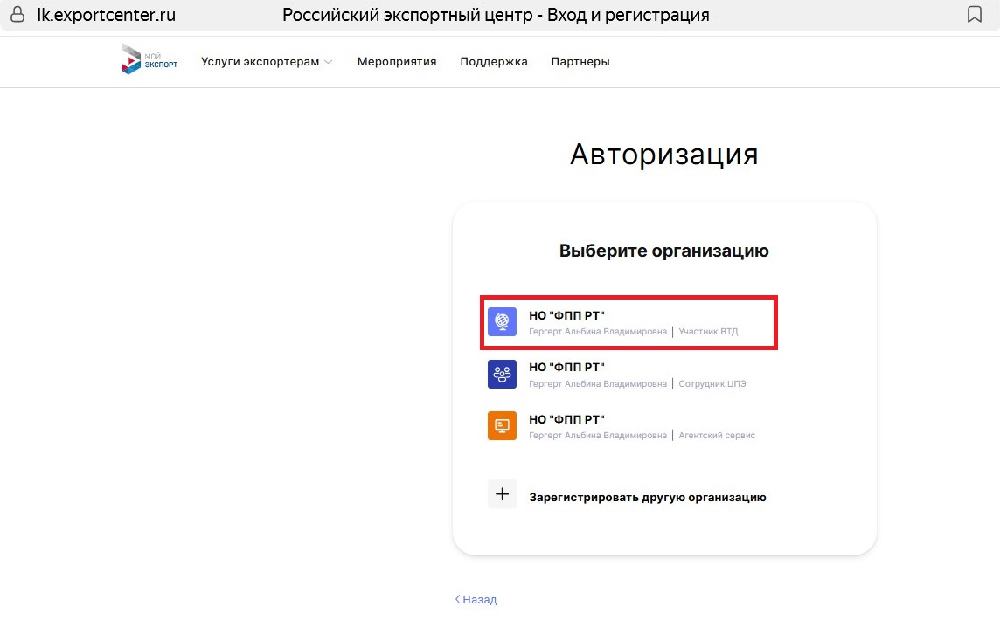 lk.exportcenter.ru Российский экспортный центр - Вход и регистрация
МОЙ
ЭКСПОРТ
Услуги экспортерам Мероприятия Поддержка Партнеры
Авторизация
Выберите организацию
НО "ФПП РТ"
Гергерт Альбина Владимировна | Участник ВТД
НО "ФПП РТ"
Гергерт Альбина Владимировна | Сотрудник ЦПЭ
НО "ФПП РТ"
Гергерт Альбина Владимировна | Агентский сервис
+ Зарегистрировать другую организацию
Назад